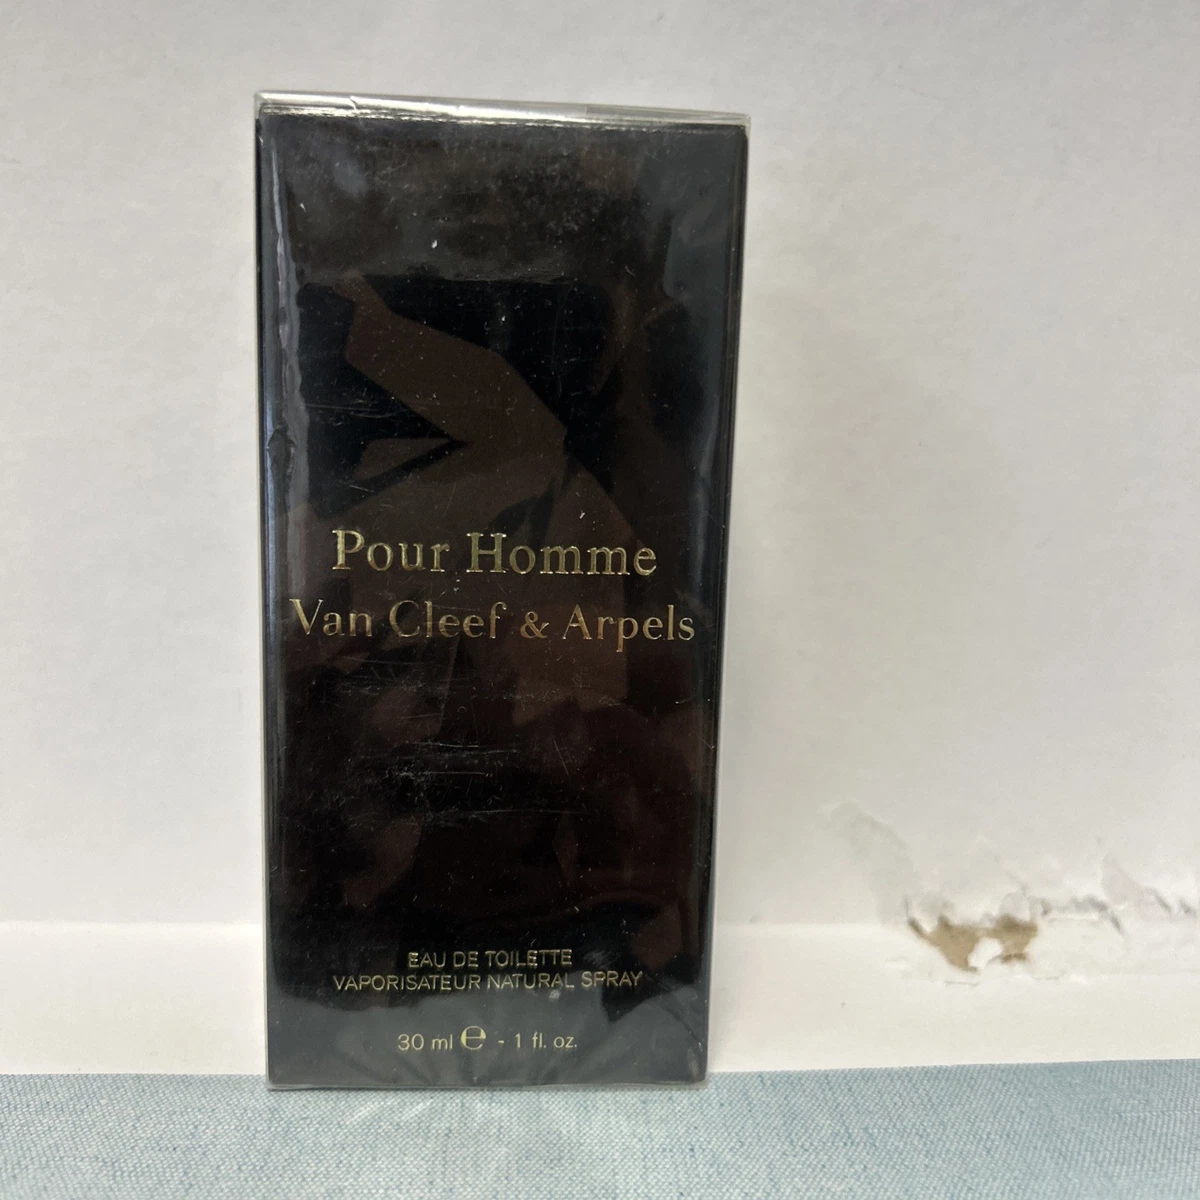 Pour Homme
Van Cleef & Arpels
EAU DE TOILETTE
VAPORISATEUR NATURAL SPRAY
30 ml ℮ - 1 fl. oz.